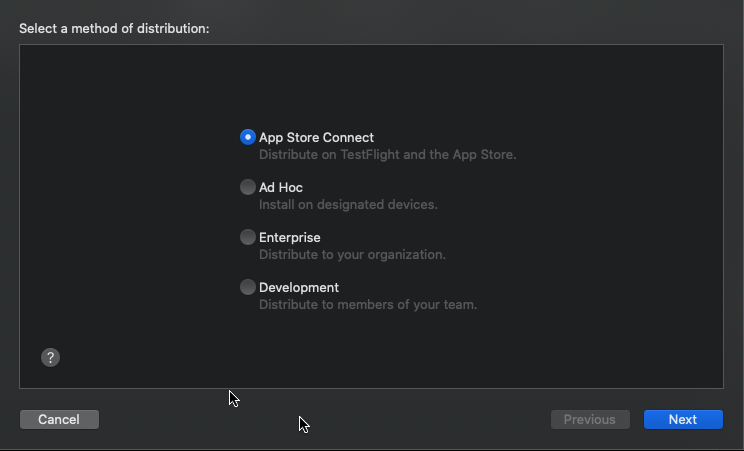 Select a method of distribution:
App Store Connect
Distribute on TestFlight and the App Store.
Ad Hoc
Install on designated devices.
Enterprise
Distribute to your organization.
Development
Distribute to members of your team.
?
Cancel
Previous
Next